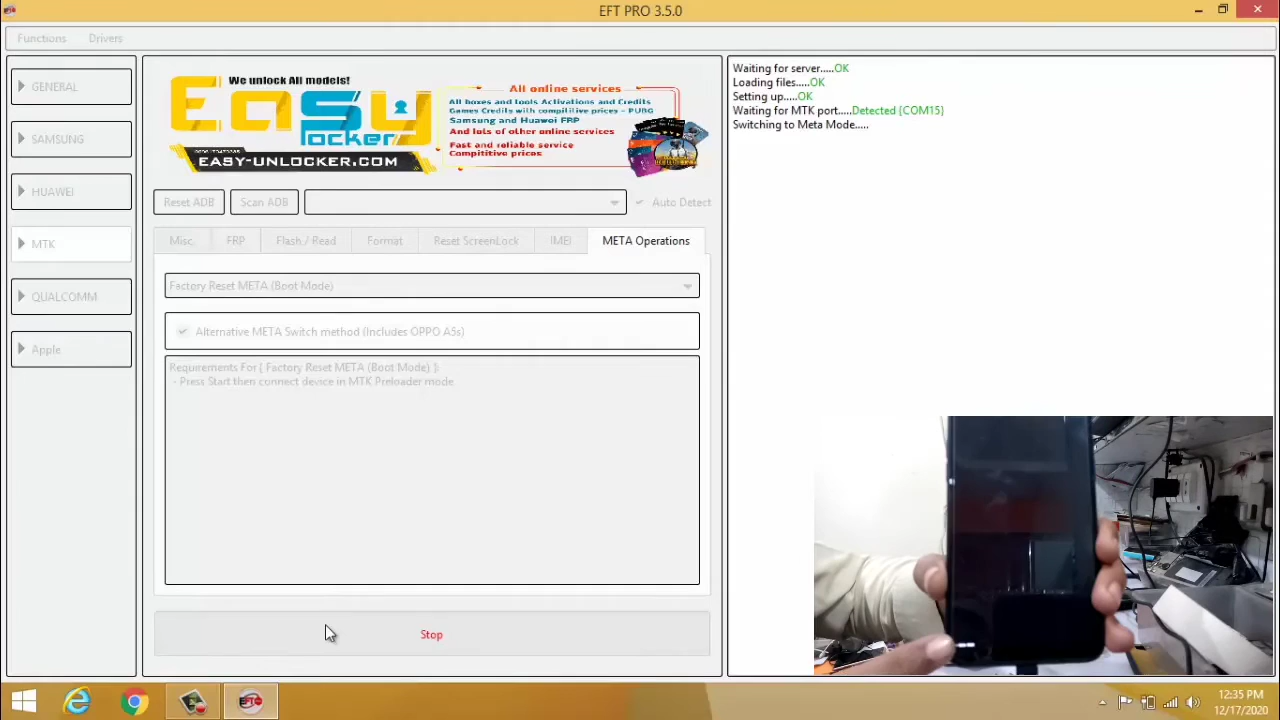 EFT PRO 3.5.0
Functions
Drivers
GENERAL
SAMSUNG
HUAWEI
MTK
QUALCOMM
Apple
We unlock All models!
Easy
locker
EASY-UNLOCKER.COM
All online services
All boxes and tools Activations and Credits
Games Credits with compititive prices - PUBG
Samsung and Huawei FRP
And lots of other online services
Fast and reliable service
Compititive prices
Reset ADB
Scan ADB
Auto Detect
Misc.
FRP
Flash / Read
Format
Reset ScreenLock
IMEI
META Operations
Factory Reset META (Boot Mode)
Alternative META Switch method (Includes OPPO A5s)
Requirements For [ Factory Reset META (Boot Mode) ]:
- Press Start then connect device in MTK Preloader mode
Stop
Waiting for server.....OK
Loading files.....OK
Setting up.....OK
Waiting for MTK port.....Detected {COM15}
Switching to Meta Mode.....
12:35 PM
12/17/2020